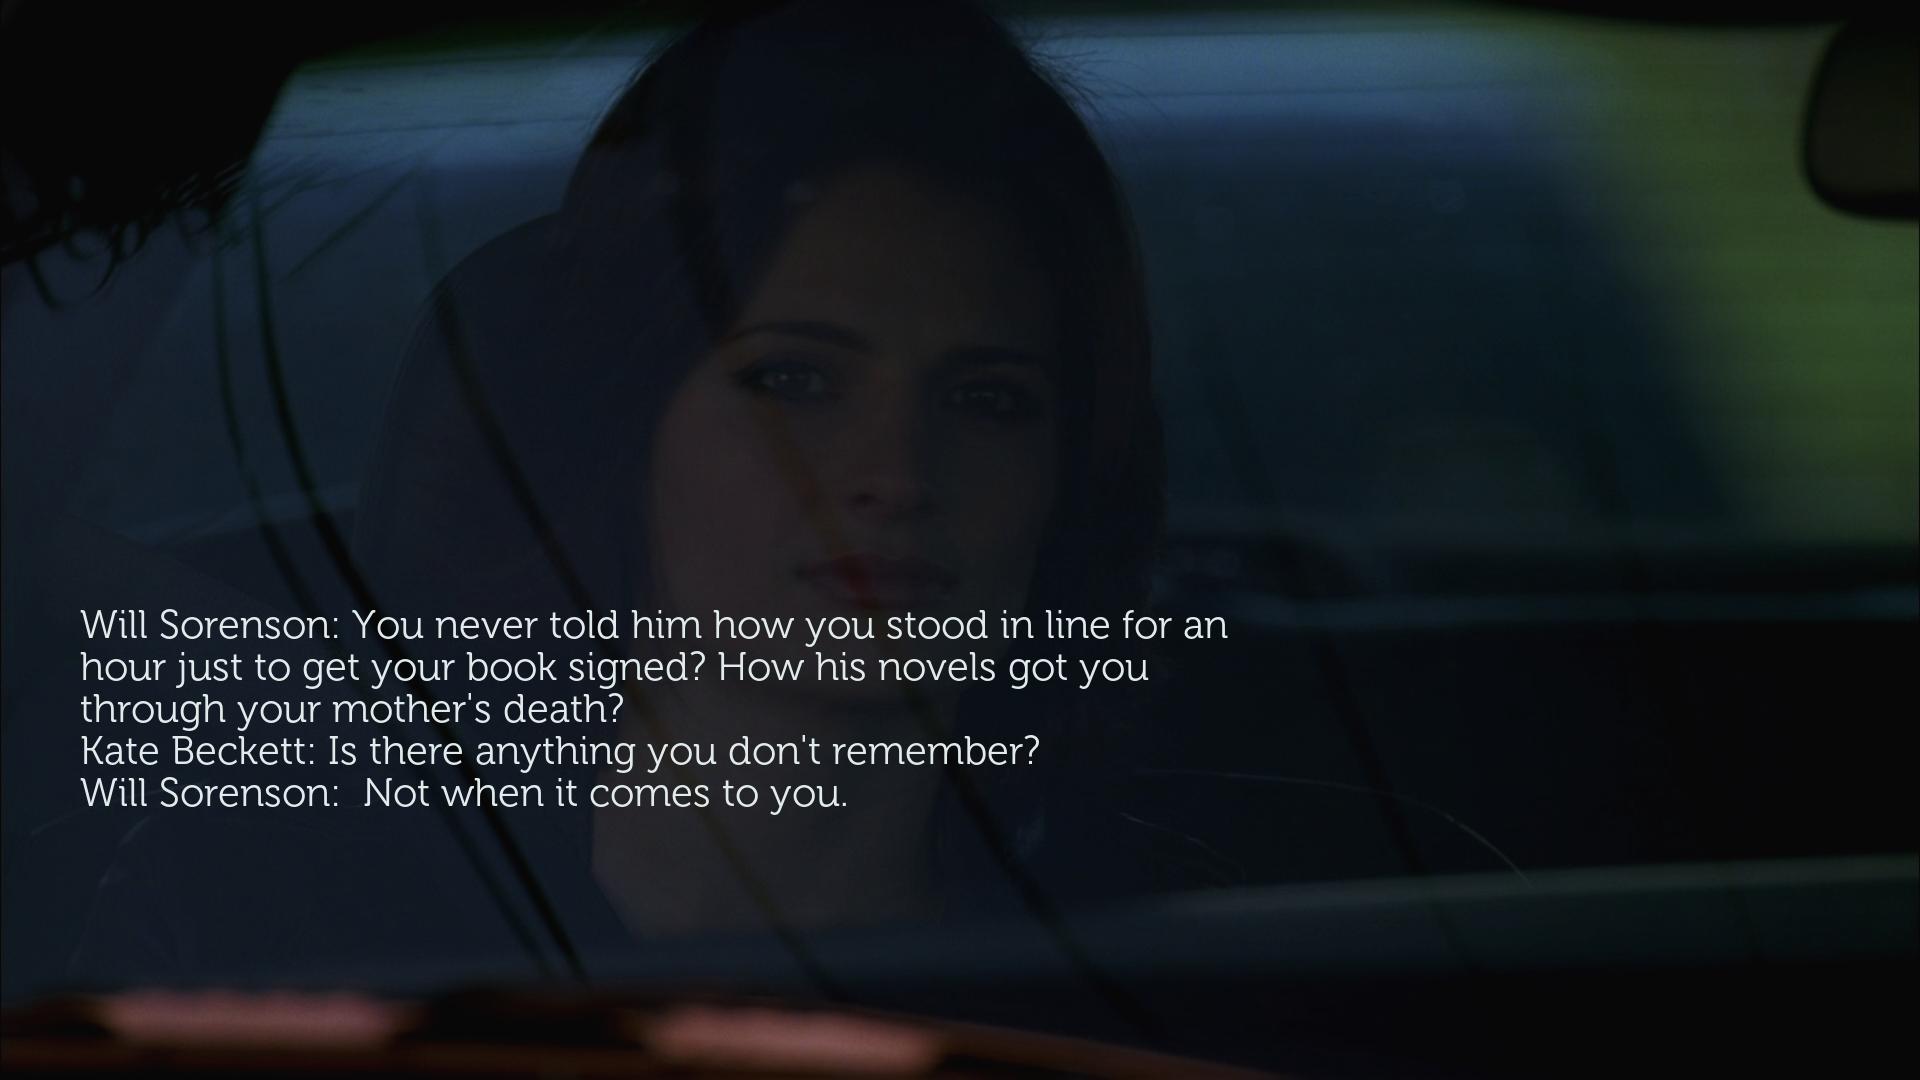 Will Sorenson: You never told him how you stood in line for an
hour just to get your book signed? How his novels got you
through your mother's death?
Kate Beckett: Is there anything you don't remember?
Will Sorenson:  Not when it comes to you.